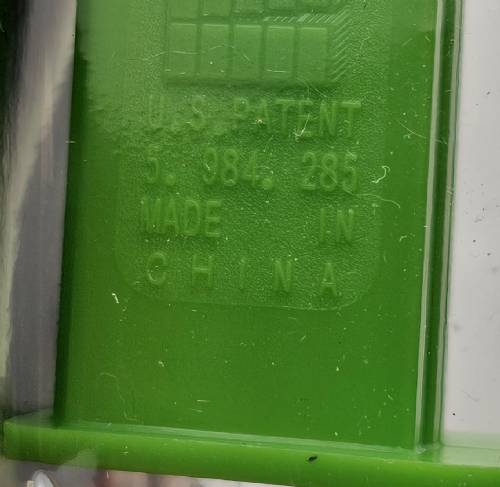 U.S.PATENT
5. 984. 285
MADE IN
CHINA